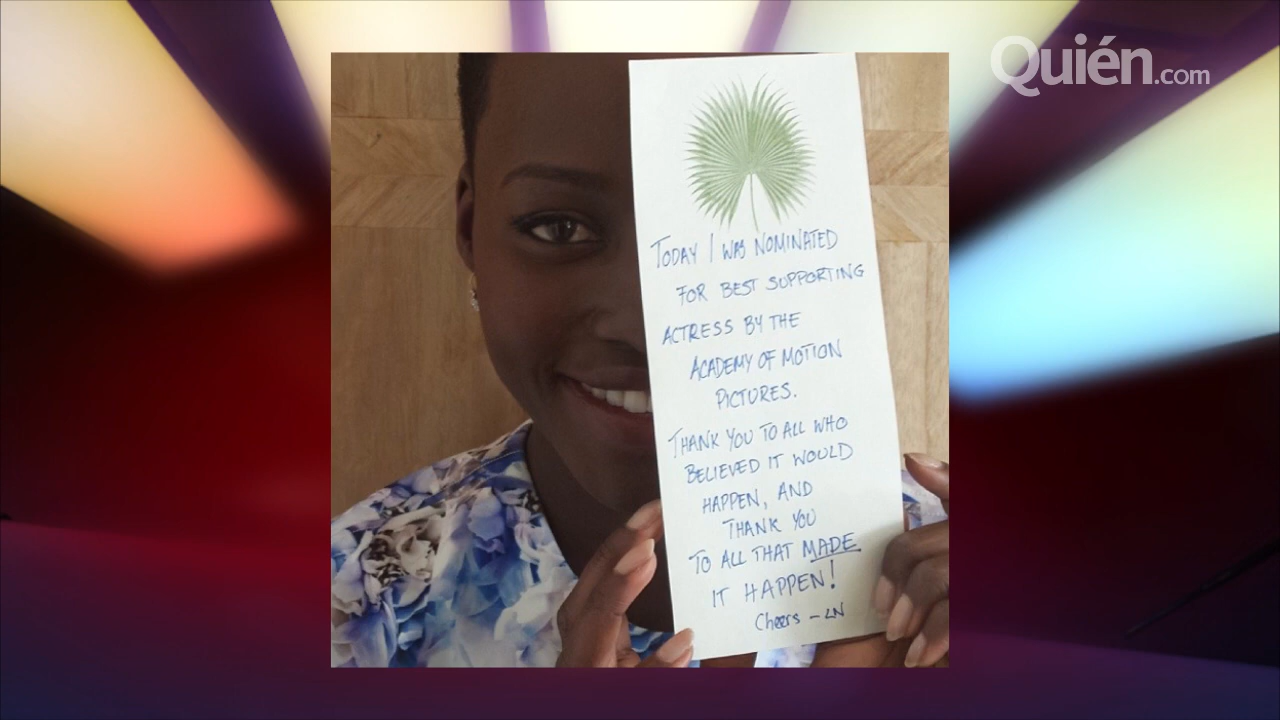 Quién.com
TODAY I WAS NOMINATED
FOR BEST SUPPORTING
ACTRESS BY THE
ACADEMY OF MOTION
PICTURES.
THANK YOU TO ALL WHO
BELIEVED IT WOULD
HAPPEN, AND
THANK YOU
TO ALL THAT MADE
IT HAPPEN!
Cheers - LN